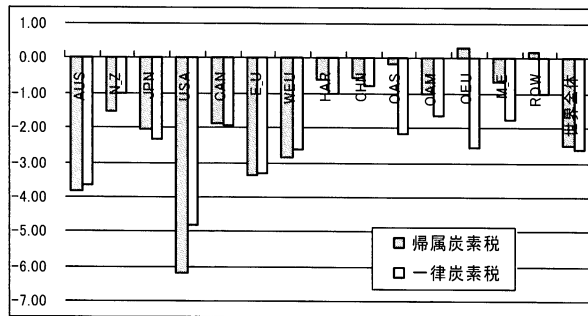 1.00
0.00
-1.00
-2.00
-3.00
-4.00
-5.00
-6.00
-7.00
AUS
N_Z
JPN
USA
CAN
E_U
WEU
HAR
CHN
OAS
OAM
OEU
M_E
ROW
世界全体
帰属炭素税
一律炭素税